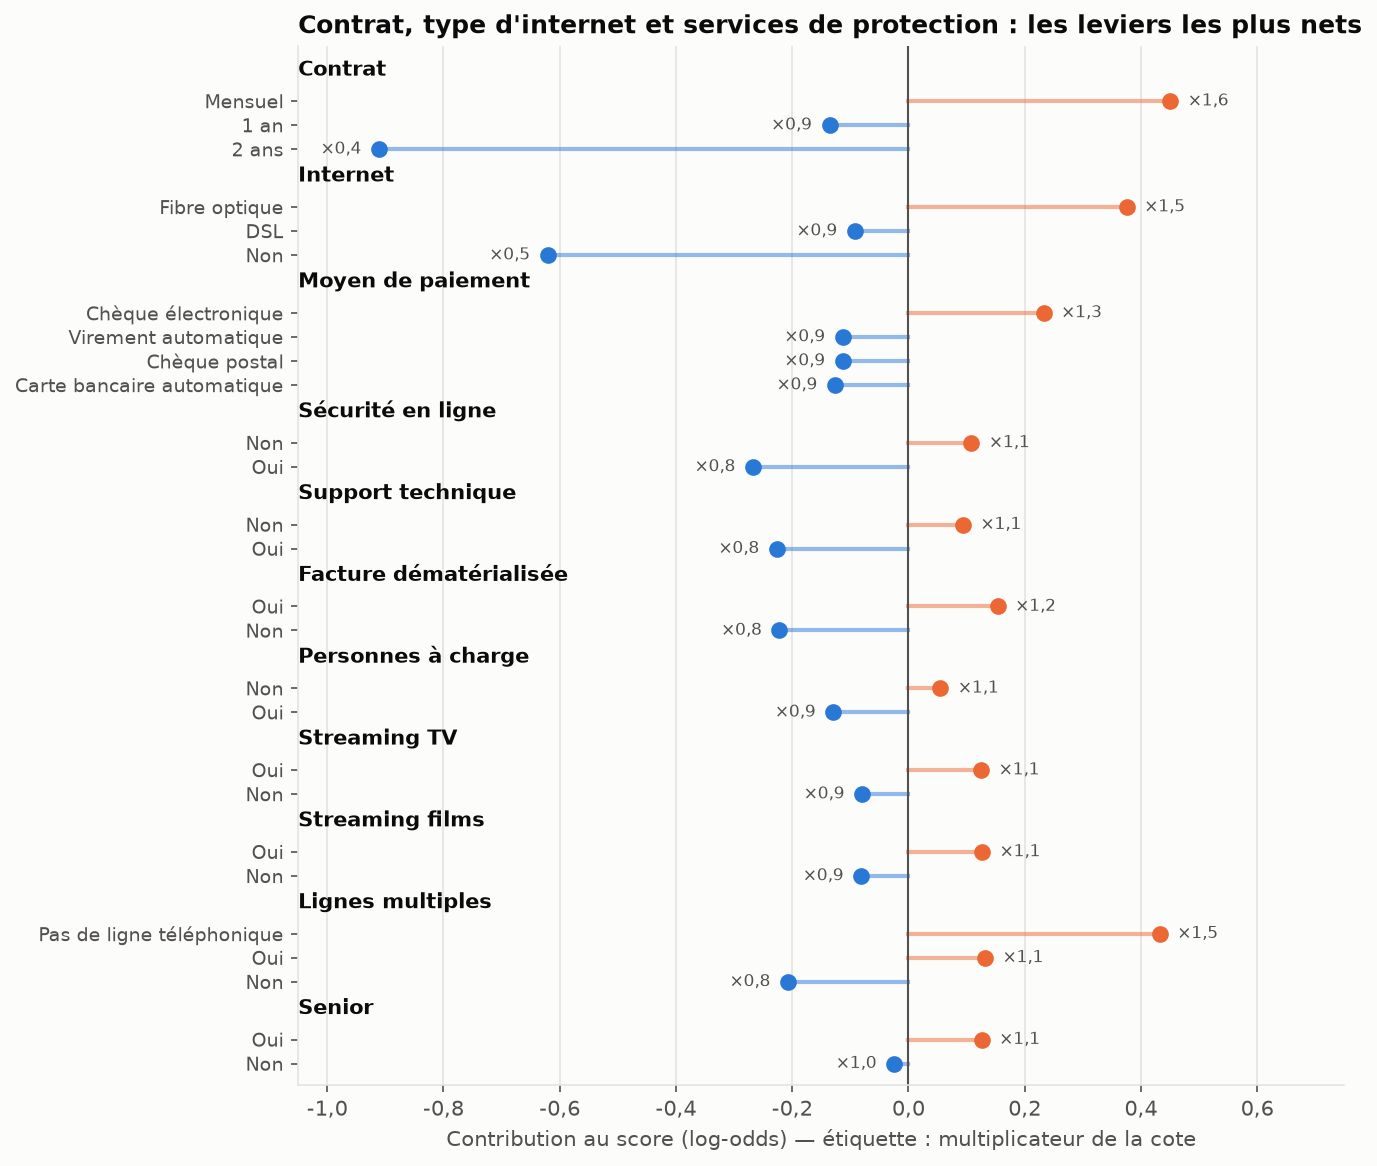 Contrat, type d'internet et services de protection : les leviers les plus nets
Contrat
Mensuel ×1,6
1 an ×0,9
2 ans ×0,4
Internet
Fibre optique ×1,5
DSL ×0,9
Non ×0,5
Moyen de paiement
Chèque électronique ×1,3
Virement automatique ×0,9
Chèque postal ×0,9
Carte bancaire automatique ×0,9
Sécurité en ligne
Non ×1,1
Oui ×0,8
Support technique
Non ×1,1
Oui ×0,8
Facture dématérialisée
Oui ×1,2
Non ×0,8
Personnes à charge
Non ×1,1
Oui ×0,9
Streaming TV
Oui ×1,1
Non ×0,9
Streaming films
Oui ×1,1
Non ×0,9
Lignes multiples
Pas de ligne téléphonique ×1,5
Oui ×1,1
Non ×0,8
Senior
Oui ×1,1
Non ×1,0
-1,0 -0,8 -0,6 -0,4 -0,2 0,0 0,2 0,4 0,6
Contribution au score (log-odds) — étiquette : multiplicateur de la cote